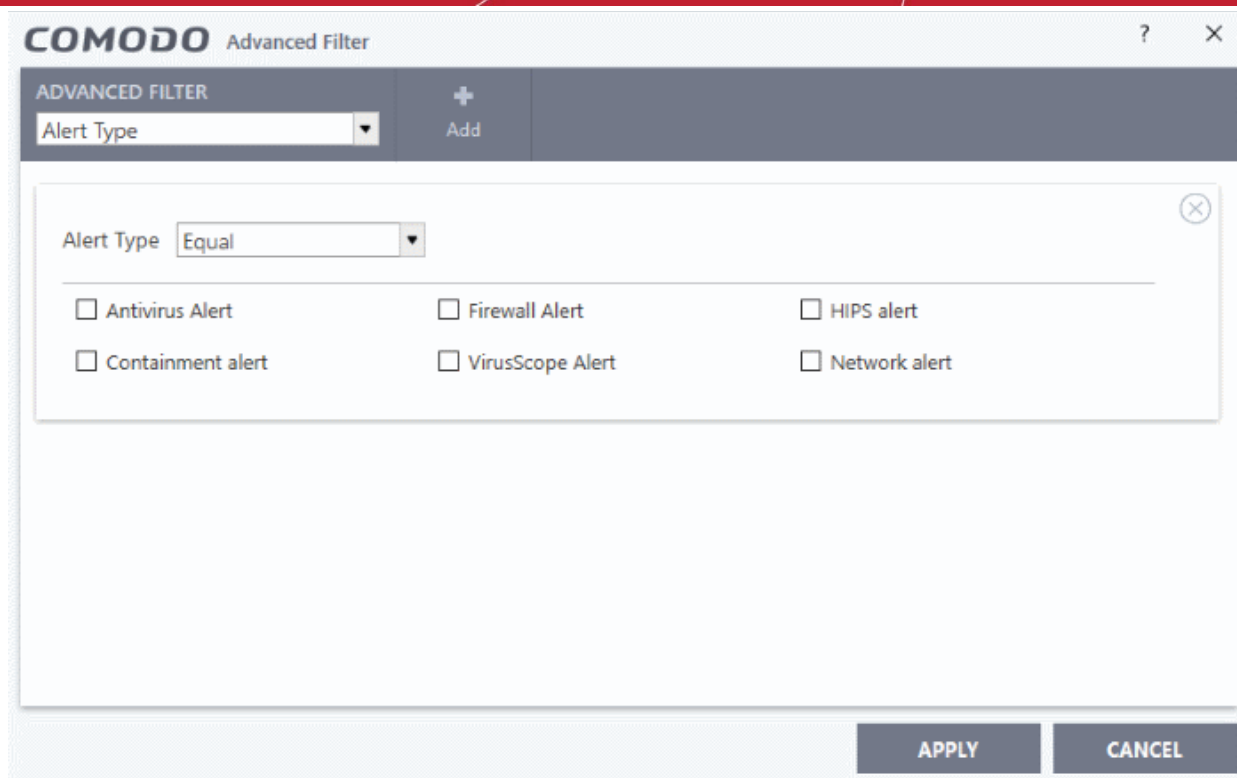 COMODO Advanced Filter ? ×
ADVANCED FILTER
Alert Type
Add
Alert Type Equal
Antivirus Alert Firewall Alert HIPS alert
Containment alert VirusScope Alert Network alert
APPLY CANCEL